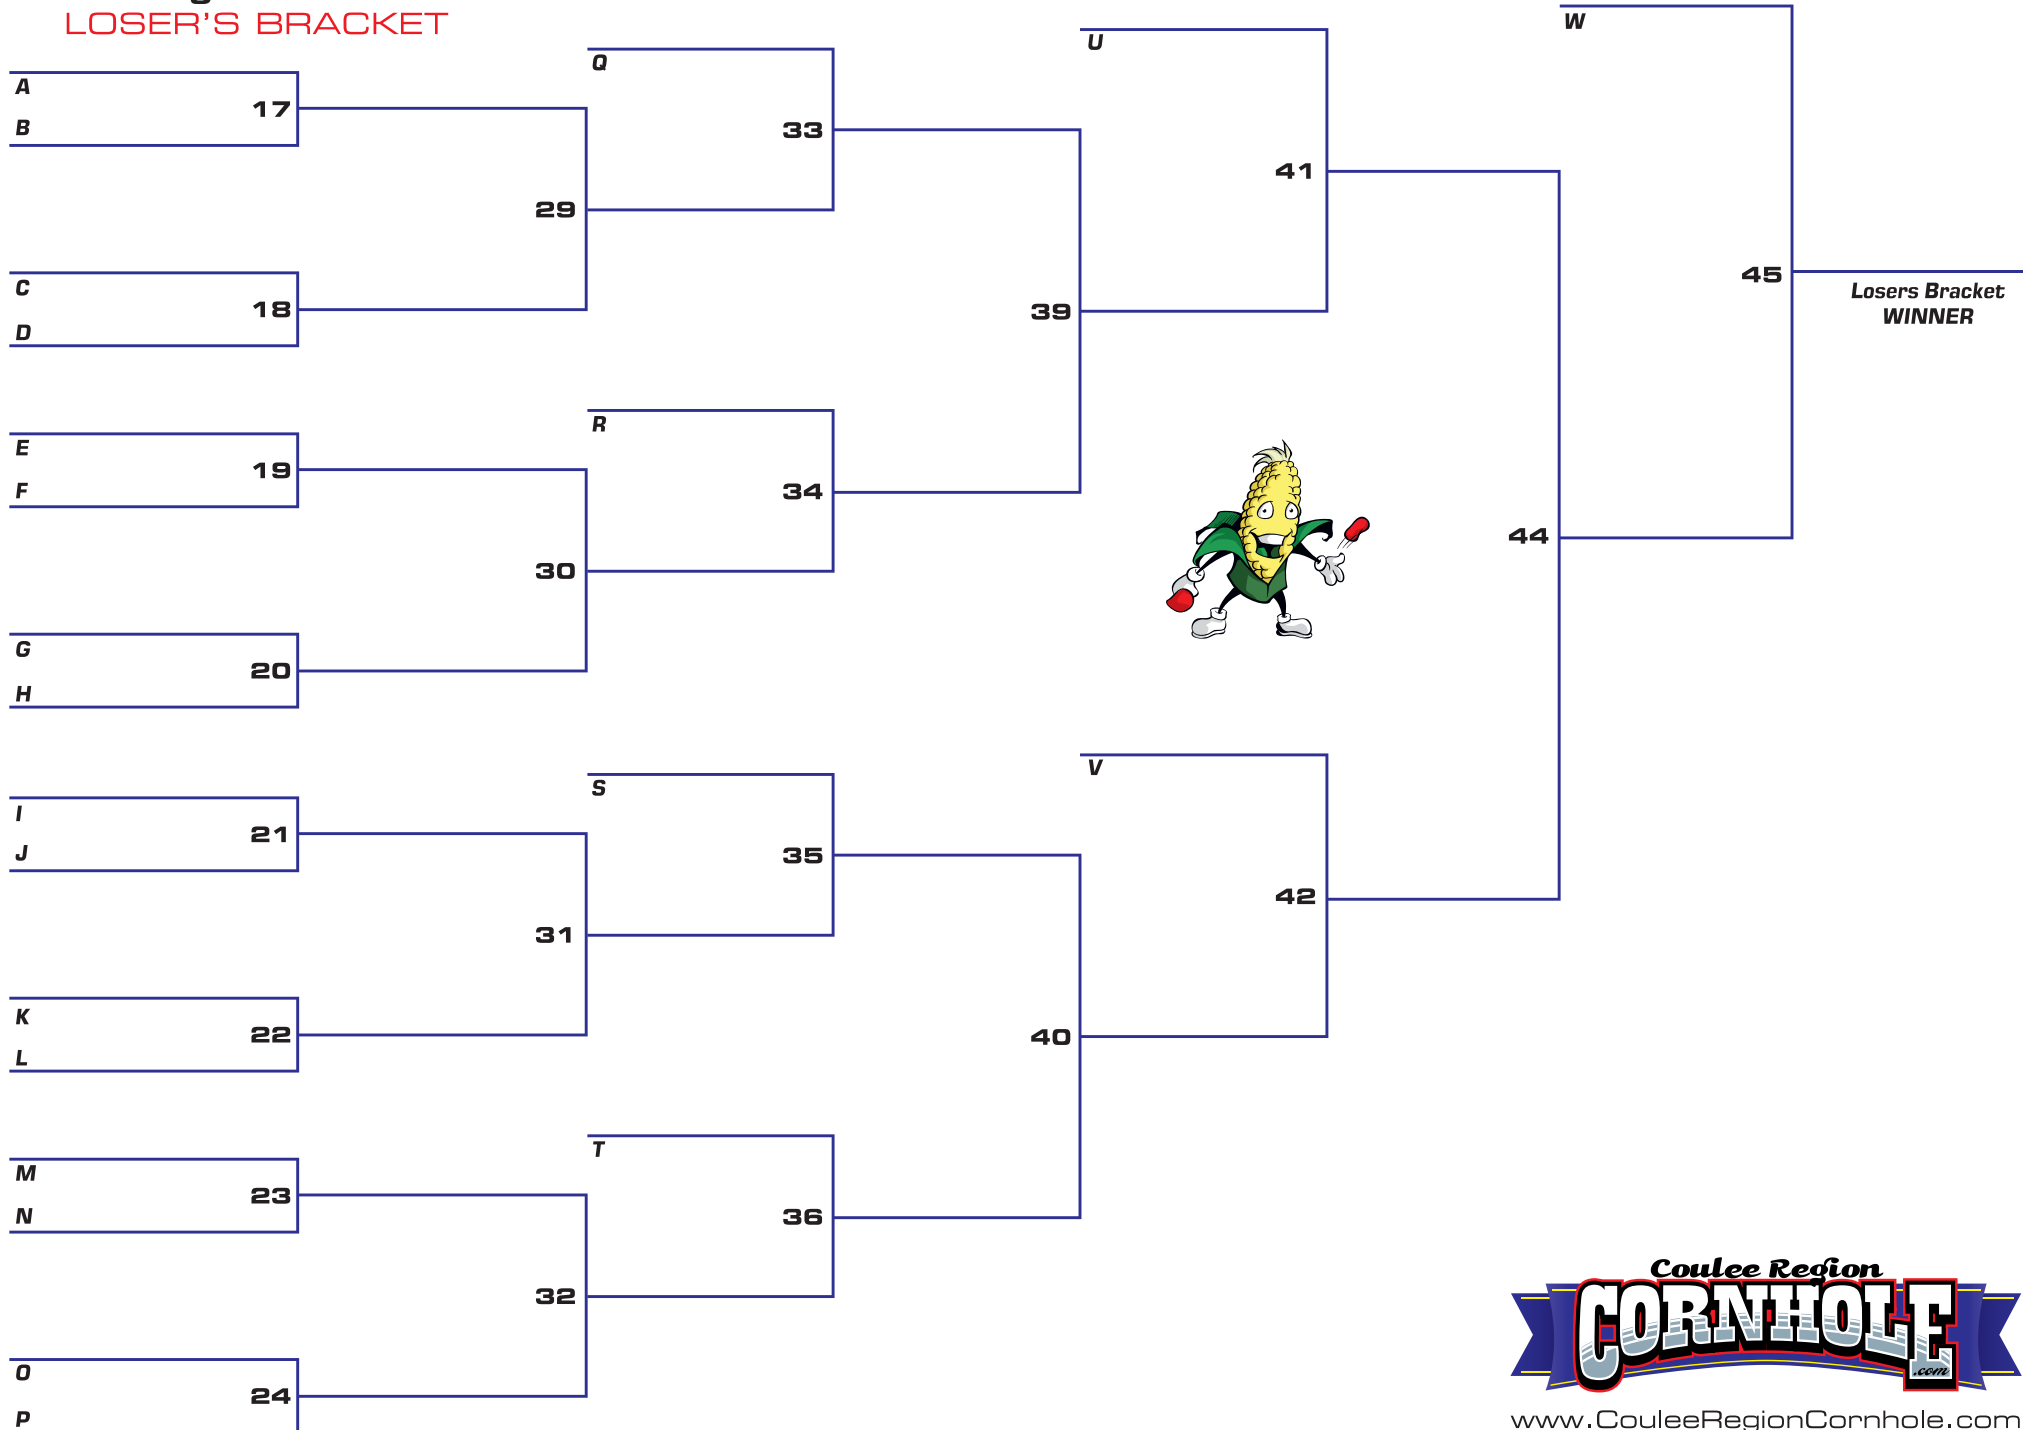 LOSER'S BRACKET
A
17
B
C
18
D
E
19
F
G
20
H
I
21
J
K
22
L
M
23
N
O
24
P
29
30
31
32
Q
33
R
34
S
35
T
36
39
40
U
41
V
42
44
W
45
Losers Bracket
WINNER
Coulee Region
CORNHOLE
.com
www.CouleeRegionCornhole.com